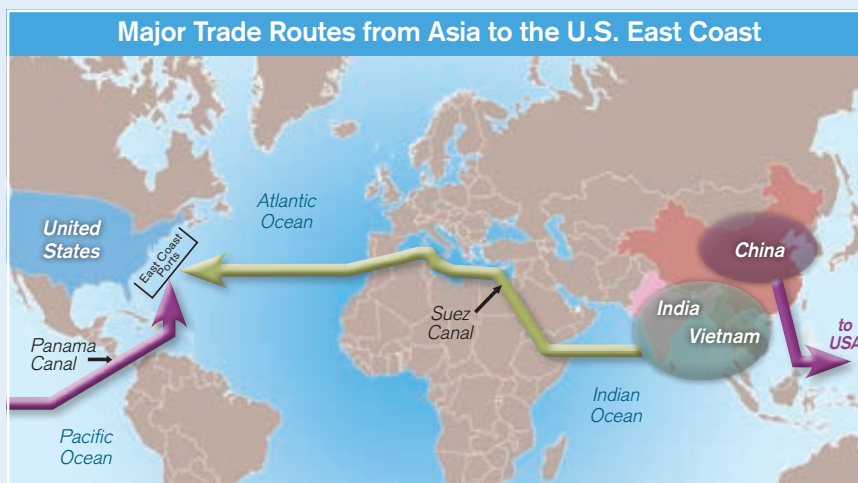 Major Trade Routes from Asia to the U.S. East Coast
Atlantic
Ocean
United
States
East Coast
Ports
China
India
Vietnam
Suez
Canal
to
USA
Panama
Canal
Indian
Ocean
Pacific
Ocean